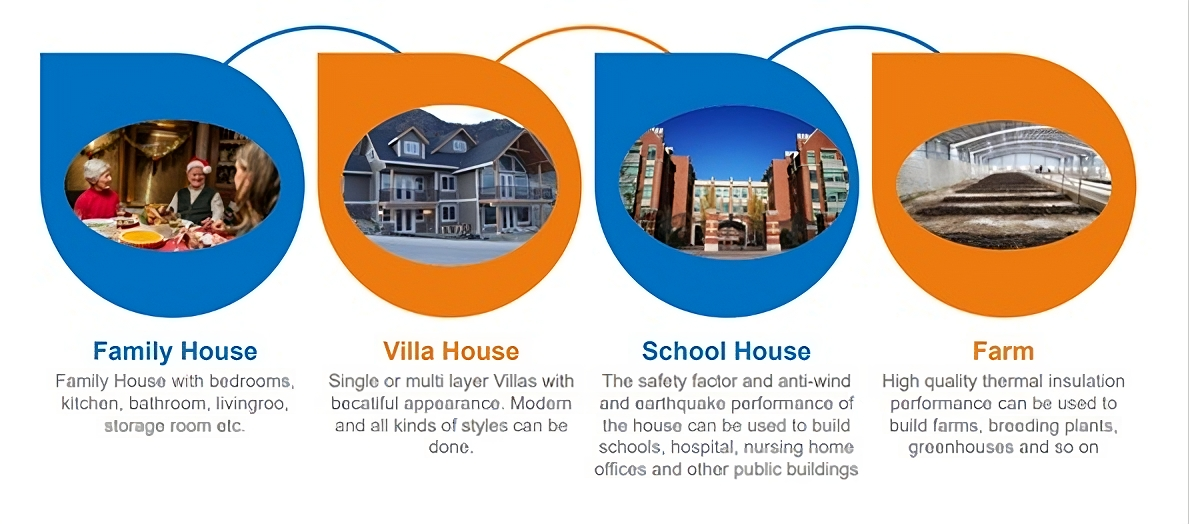 Family House
Family House with bedrooms,
kitchen, bathroom, livingroo,
storage room etc.
Villa House
Single or multi layer Villas with
becatiful appearance. Modern
and all kinds of styles can be
done.
School House
The safety factor and anti-wind
and earthquake performance of
the house can be used to build
schools, hospital, nursing home
offices and other public buildings
Farm
High quality thermal insulation
performance can be used to
build farms, breeding plants,
greenhouses and so on